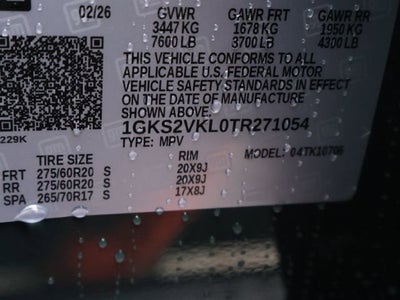 02/26 GVWR GAWR FRT GAWR RR
3447 KG 1678 KG 1950 KG
7600 LB 3700 LB 4300 LB
THIS VEHICLE CONFORMS TO ALL
APPLICABLE U.S. FEDERAL MOTOR
VEHICLE SAFETY STANDARDS IN EFFECT
ON THE DATE OF MANUFACTURE
SHOWN ABOVE.
1GKS2VKL0TR271054
TYPE: MPV MODEL: 04TK10706
229K
TIRE SIZE RIM
FRT 275/60R20 S 20X9J
RR 275/60R20 S 20X9J
SPA 265/70R17 S 17X8J